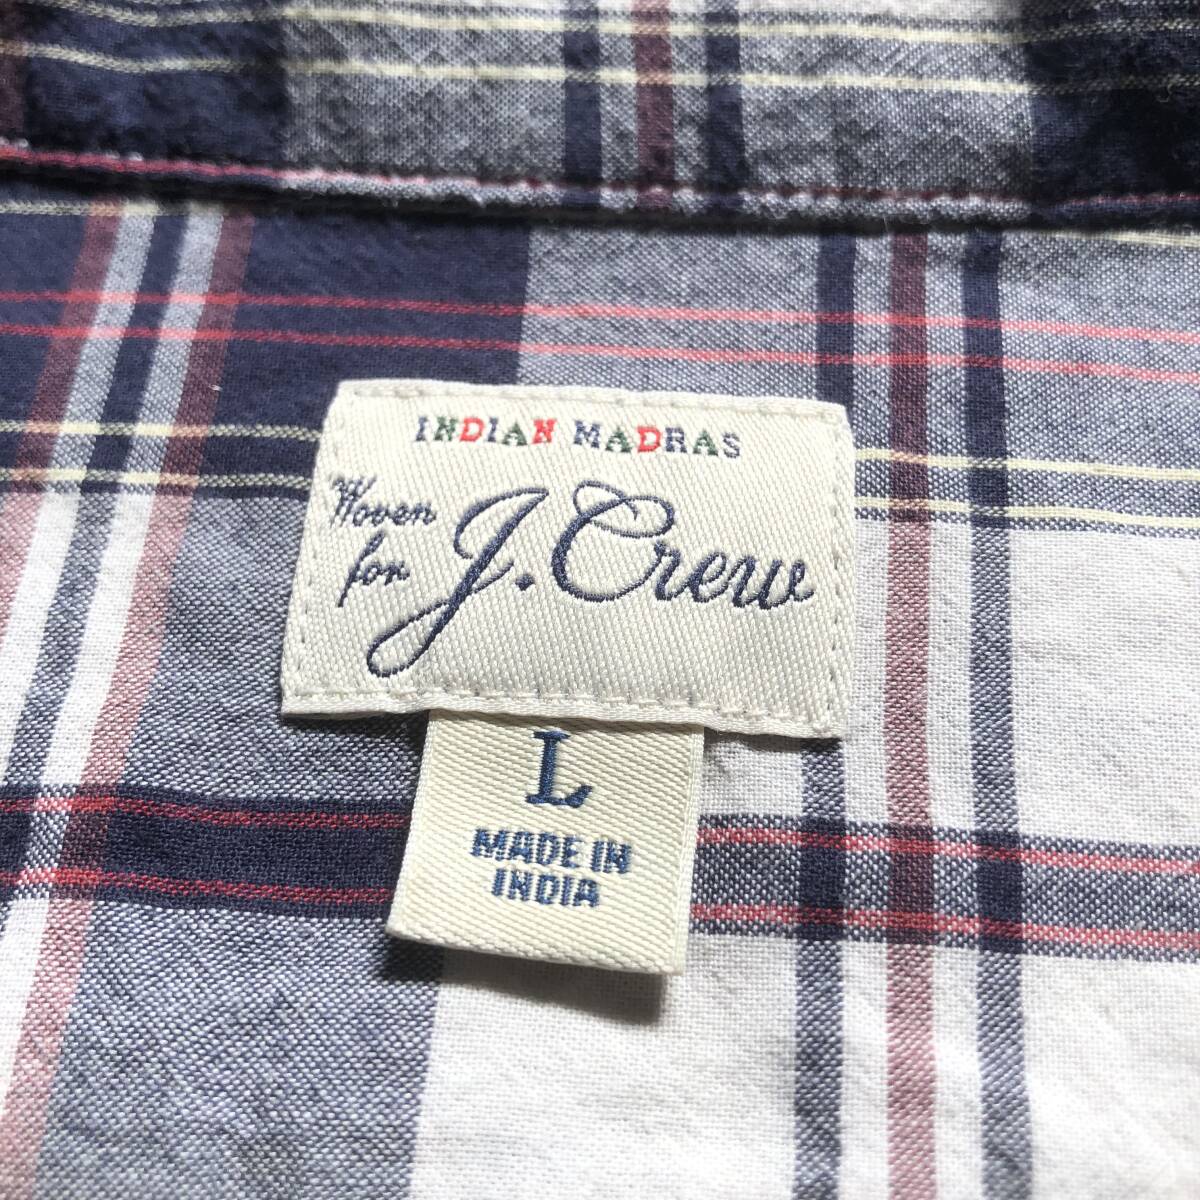 INDIAN MADRAS
Woven
for J.Crew
L
MADE IN
INDIA